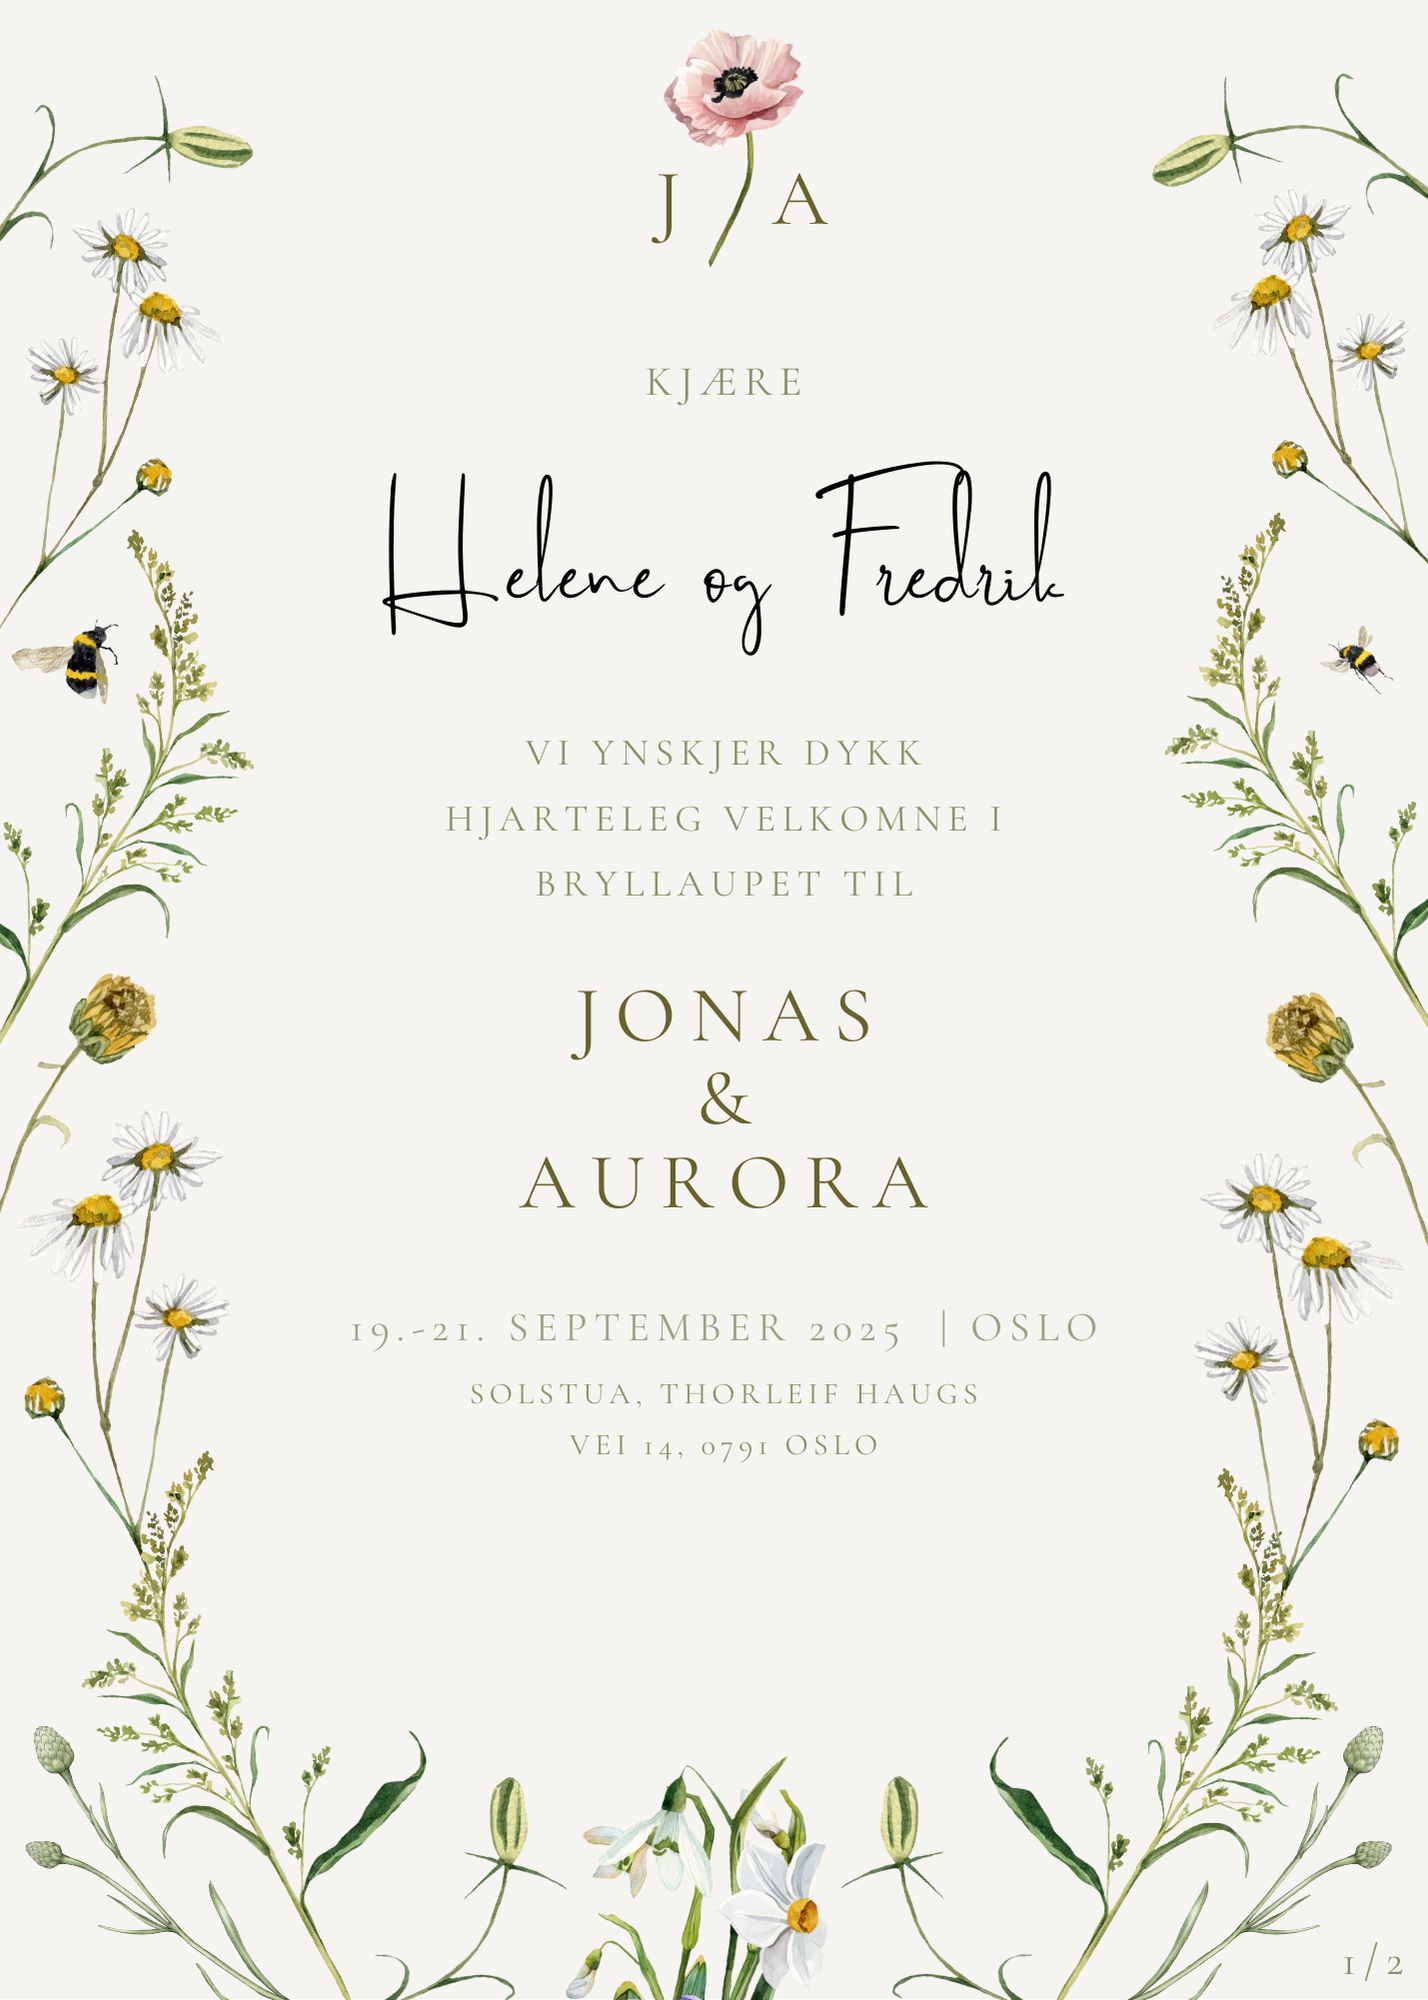 J A
KJÆRE
Helene og Fredrik
VI YNSKJER DYKK
HJARTELEG VELKOMNE I
BRYLLAUPET TIL
JONAS
&
AURORA
19.-21. SEPTEMBER 2025 | OSLO
SOLSTUA, THORLEIF HAUGS
VEI 14, 0791 OSLO
1/2